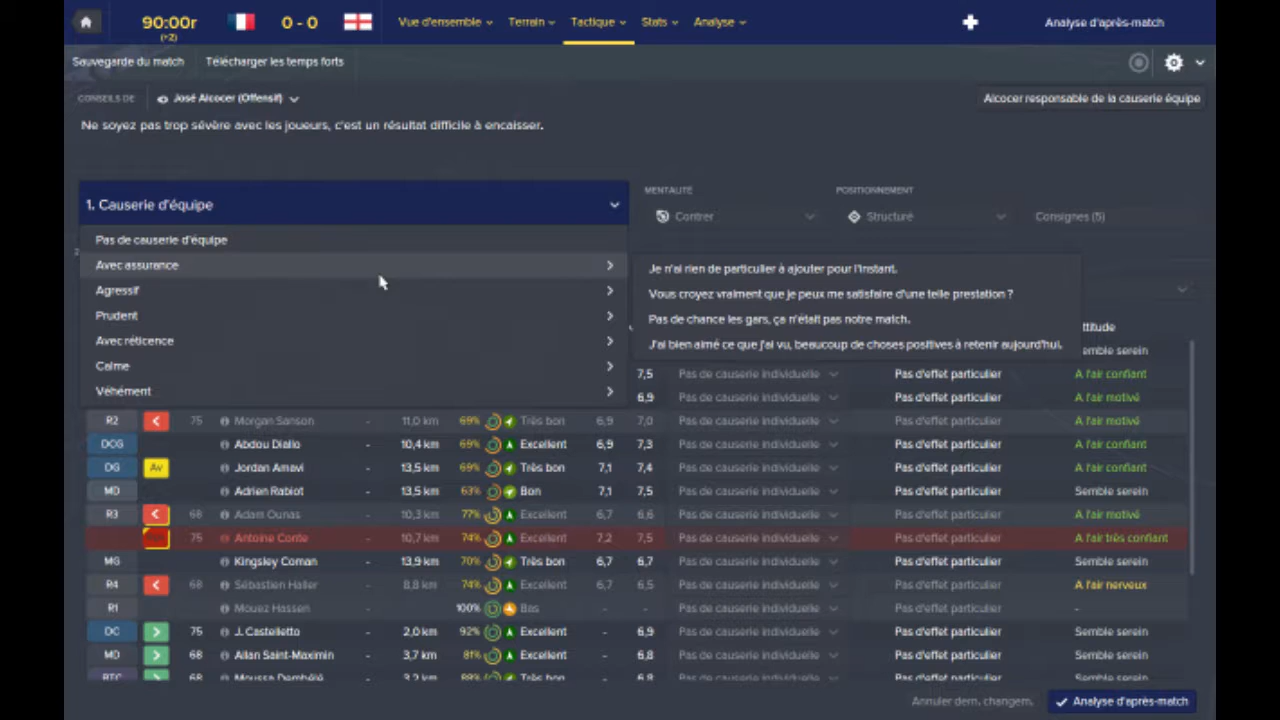 90:00r
(+2)
0 - 0
Vue d'ensemble
Terrain
Tactique
Stats
Analyse
Analyse d'après-match
Sauvegarde du match
Télécharger les temps forts
CONSEILS DE
José Alcocer (Offensif)
Alcocer responsable de la causerie équipe
Ne soyez pas trop sévère avec les joueurs, c'est un résultat difficile à encaisser.
1. Causerie d'équipe
MENTALITÉ
POSITIONNEMENT
Contrer
Structuré
Consignes (5)
Pas de causerie d'équipe
Avec assurance
Agressif
Prudent
Avec réticence
Calme
Véhément
Je n'ai rien de particulier à ajouter pour l'instant.
Vous croyez vraiment que je peux me satisfaire d'une telle prestation ?
Pas de chance les gars, ça n'était pas notre match.
J'ai bien aimé ce que j'ai vu, beaucoup de choses positives à retenir aujourd'hui.
ttitude
emble serein
7,5 Pas de causerie individuelle Pas d'effet particulier A l'air confiant
6,9 Pas de causerie individuelle Pas d'effet particulier A l'air motivé
R2 75 Morgan Sanson - 11,0 km 69% Très bon 6,9 7,0 Pas de causerie individuelle Pas d'effet particulier A l'air motivé
DCG Abdou Diallo - 10,4 km 69% Excellent 6,9 7,3 Pas de causerie individuelle Pas d'effet particulier A l'air confiant
DG Av Jordan Amavi - 13,5 km 69% Très bon 7,1 7,4 Pas de causerie individuelle Pas d'effet particulier A l'air confiant
MD Adrien Rabiot - 13,5 km 63% Bon 7,1 7,5 Pas de causerie individuelle Pas d'effet particulier Semble serein
R3 68 Adam Ounas - 10,3 km 77% Excellent 6,7 6,6 Pas de causerie individuelle Pas d'effet particulier A l'air motivé
75 Antoine Conte - 10,7 km 74% Excellent 7,2 7,5 Pas de causerie individuelle Pas d'effet particulier A l'air très confiant
MG Kingsley Coman - 13,9 km 70% Très bon 6,7 6,7 Pas de causerie individuelle Pas d'effet particulier Semble serein
R4 68 Sébastien Haller - 8,8 km 74% Excellent 6,7 6,5 Pas de causerie individuelle Pas d'effet particulier A l'air nerveux
R1 Mouez Hassen 100% Bas - - Pas de causerie individuelle Pas d'effet particulier -
DC 75 J. Castelletto - 2,0 km 92% Excellent - 6,9 Pas de causerie individuelle Pas d'effet particulier Semble serein
MD 68 Allan Saint-Maximin - 3,7 km 81% Excellent - 6,8 Pas de causerie individuelle Pas d'effet particulier Semble serein
BTC 68 Moussa Dembélé - 3,2 km Très bon - 6,8 Pas de causerie individuelle Pas d'effet particulier Semble serein
Annuler dern. changem.
Analyse d'après-match